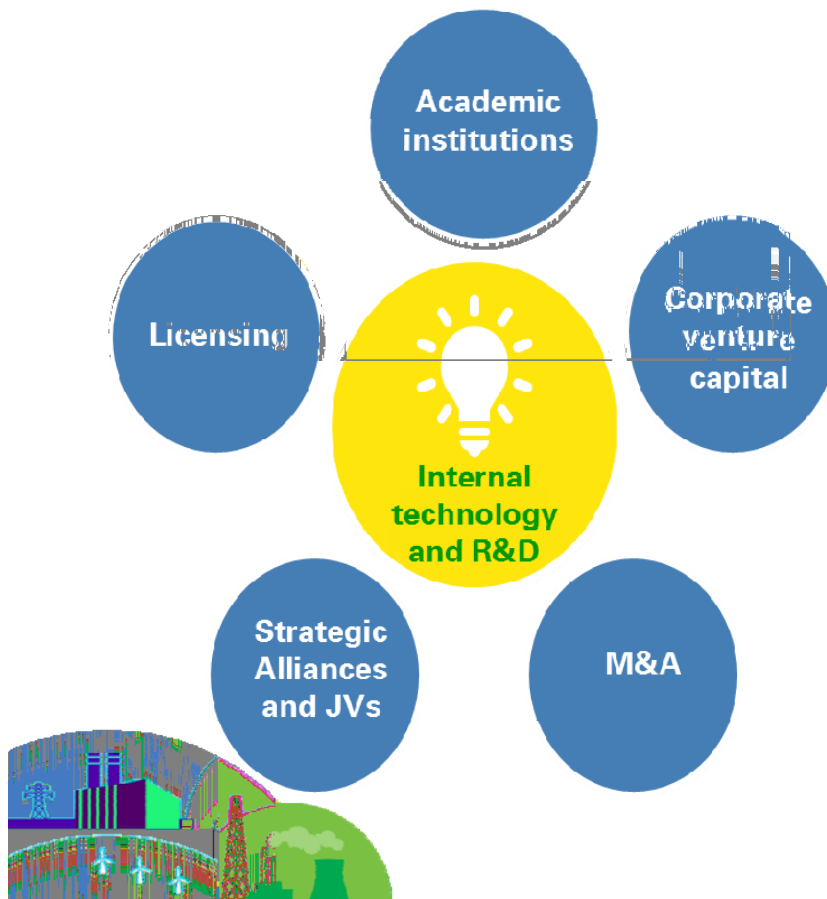 Academic
institutions
Licensing
Corporate
venture
capital
Internal
technology
and R&D
Strategic
Alliances
and JVs
M&A